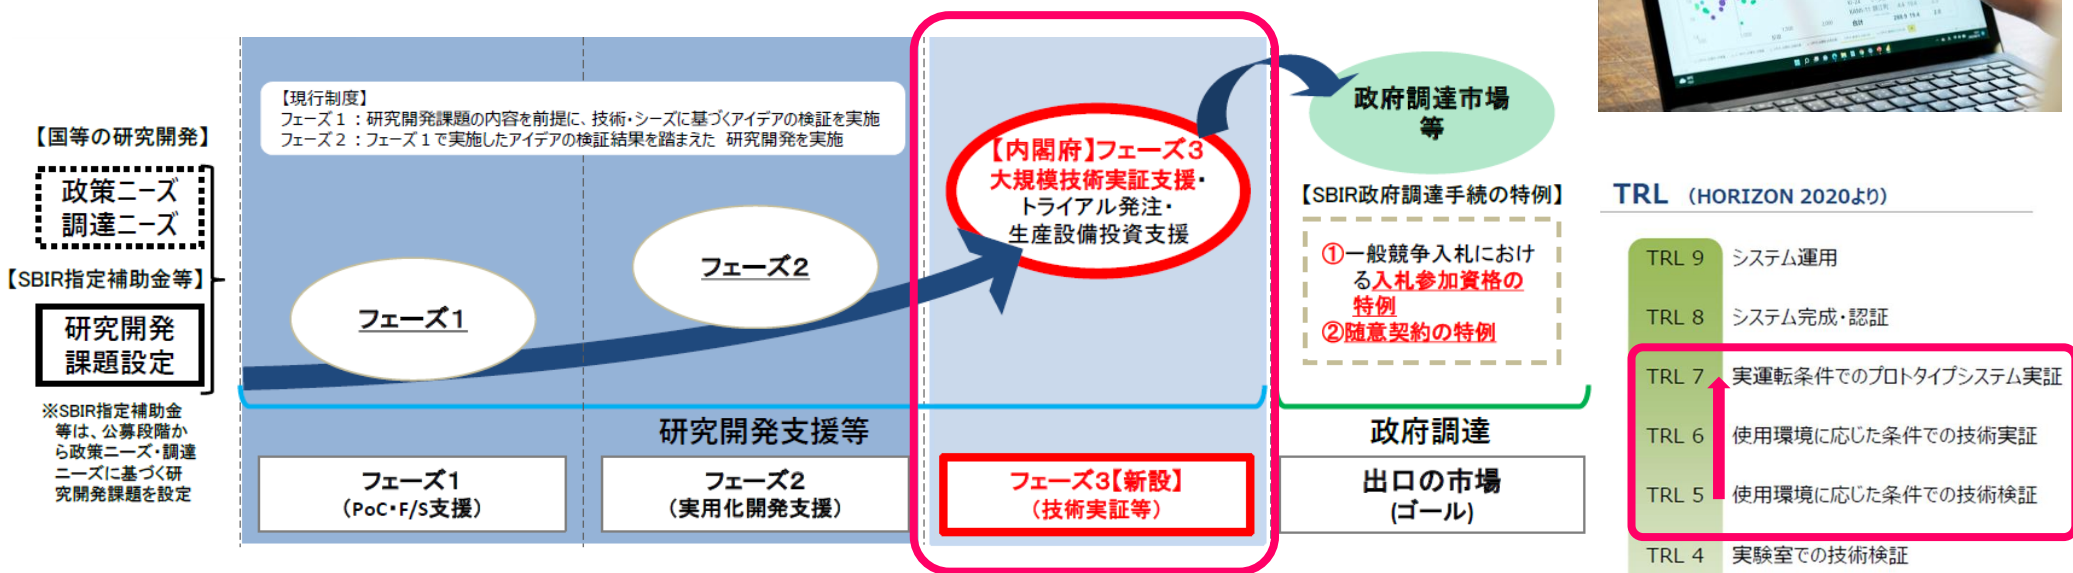 【国等の研究開発】
政策ニーズ
調達ニーズ
【SBIR指定補助金等】
研究開発
課題設定
※SBIR指定補助金
等は、公募段階か
ら政策ニーズ・調達
ニーズに基づく研
究開発課題を設定
【現行制度】
フェーズ１：研究開発課題の内容を前提に、技術・シーズに基づくアイデアの検証を実施
フェーズ２：フェーズ１で実施したアイデアの検証結果を踏まえた 研究開発を実施
フェーズ１
フェーズ２
【内閣府】フェーズ３
大規模技術実証支援・
トライアル発注・
生産設備投資支援
研究開発支援等
フェーズ１
（PoC・F/S支援）
フェーズ２
（実用化開発支援）
フェーズ３【新設】
（技術実証等）
政府調達市場
等
【SBIR政府調達手続の特例】
①一般競争入札におけ
る入札参加資格の
特例
②随意契約の特例
政府調達
出口の市場
(ゴール)
TRL （HORIZON 2020より）
TRL 9 システム運用
TRL 8 システム完成・認証
TRL 7 実運転条件でのプロトタイプシステム実証
TRL 6 使用環境に応じた条件での技術実証
TRL 5 使用環境に応じた条件での技術検証
TRL 4 実験室での技術検証